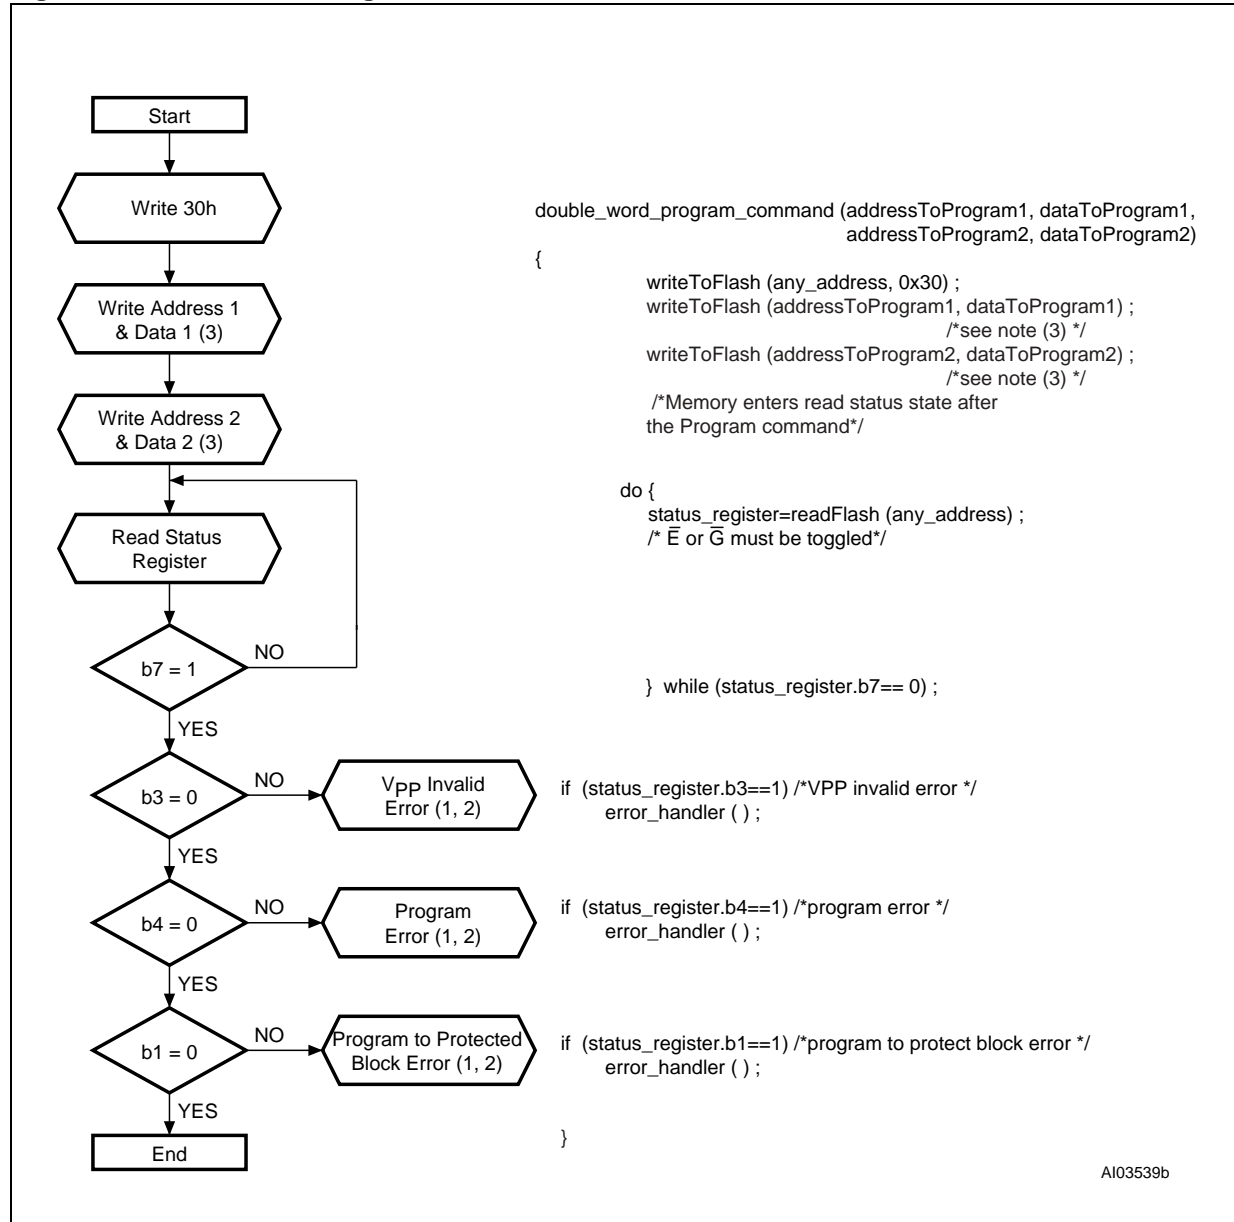 Start
Write 30h
Write Address 1
& Data 1 (3)
Write Address 2
& Data 2 (3)
Read Status
Register
b7 = 1
NO
YES
b3 = 0
NO
VPP Invalid
Error (1, 2)
YES
b4 = 0
NO
Program
Error (1, 2)
YES
b1 = 0
NO
Program to Protected
Block Error (1, 2)
YES
End
double_word_program_command (addressToProgram1, dataToProgram1,
addressToProgram2, dataToProgram2)
{
writeToFlash (any_address, 0x30) ;
writeToFlash (addressToProgram1, dataToProgram1) ;
/*see note (3) */
writeToFlash (addressToProgram2, dataToProgram2) ;
/*see note (3) */
/*Memory enters read status state after
the Program command*/
do {
status_register=readFlash (any_address) ;
/* E̅ or G̅ must be toggled*/
} while (status_register.b7== 0) ;
if (status_register.b3==1) /*VPP invalid error */
error_handler ( ) ;
if (status_register.b4==1) /*program error */
error_handler ( ) ;
if (status_register.b1==1) /*program to protect block error */
error_handler ( ) ;
}
AI03539b